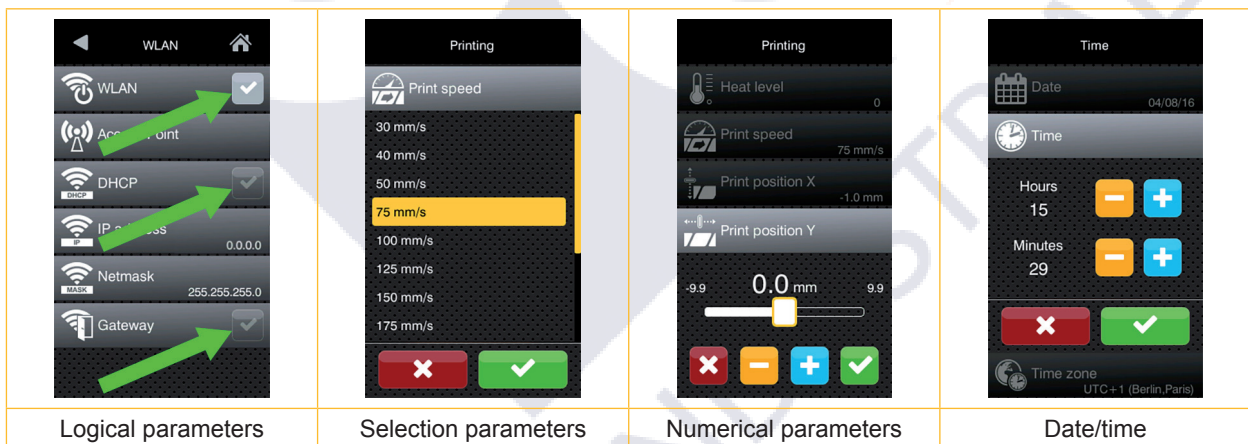 WLAN
WLAN
Access Point
DHCP
DHCP
IP address
IP
0.0.0.0
Netmask
MASK
255.255.255.0
Gateway
Logical parameters
Printing
Print speed
30 mm/s
40 mm/s
50 mm/s
75 mm/s
100 mm/s
125 mm/s
150 mm/s
175 mm/s
Selection parameters
Printing
Heat level
0
Print speed
75 mm/s
Print position X
-1.0 mm
Print position Y
-9.9 0.0 mm 9.9
Numerical parameters
Time
Date
04/08/16
Time
Hours
15
Minutes
29
Time zone
UTC+1 (Berlin,Paris)
Date/time